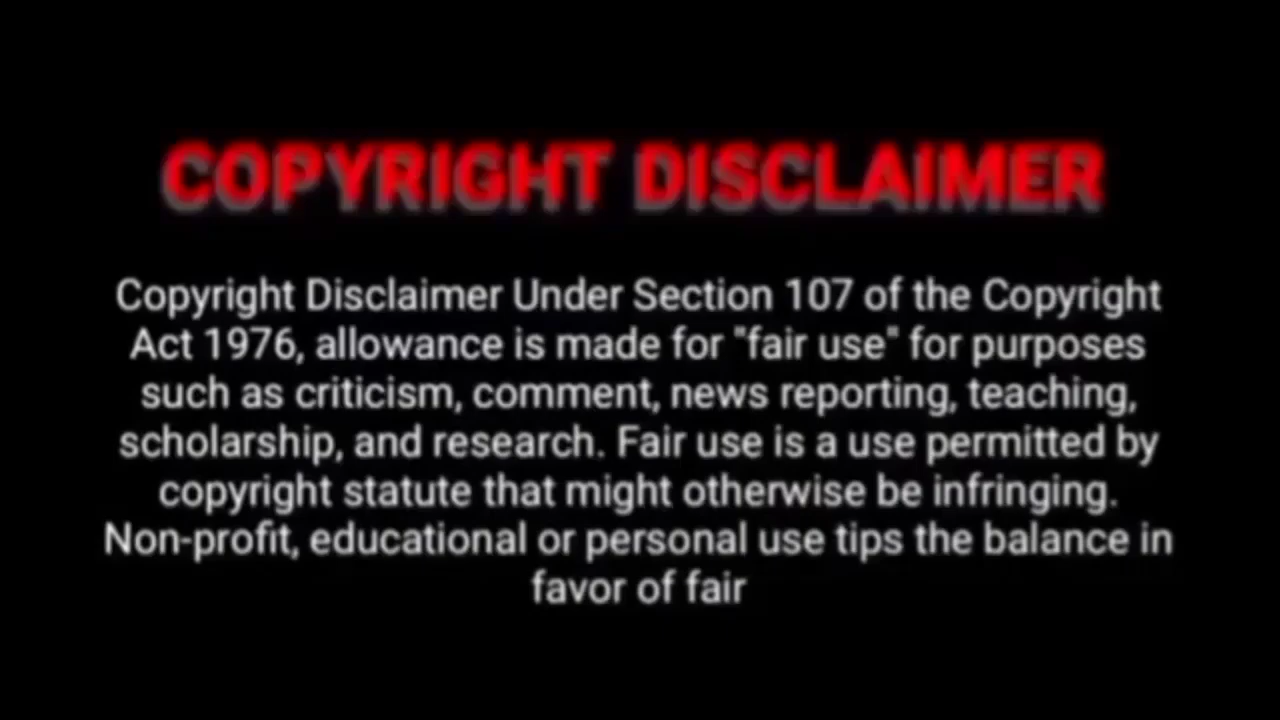 COPYRIGHT DISCLAIMER
Copyright Disclaimer Under Section 107 of the Copyright
Act 1976, allowance is made for "fair use" for purposes
such as criticism, comment, news reporting, teaching,
scholarship, and research. Fair use is a use permitted by
copyright statute that might otherwise be infringing.
Non-profit, educational or personal use tips the balance in
favor of fair